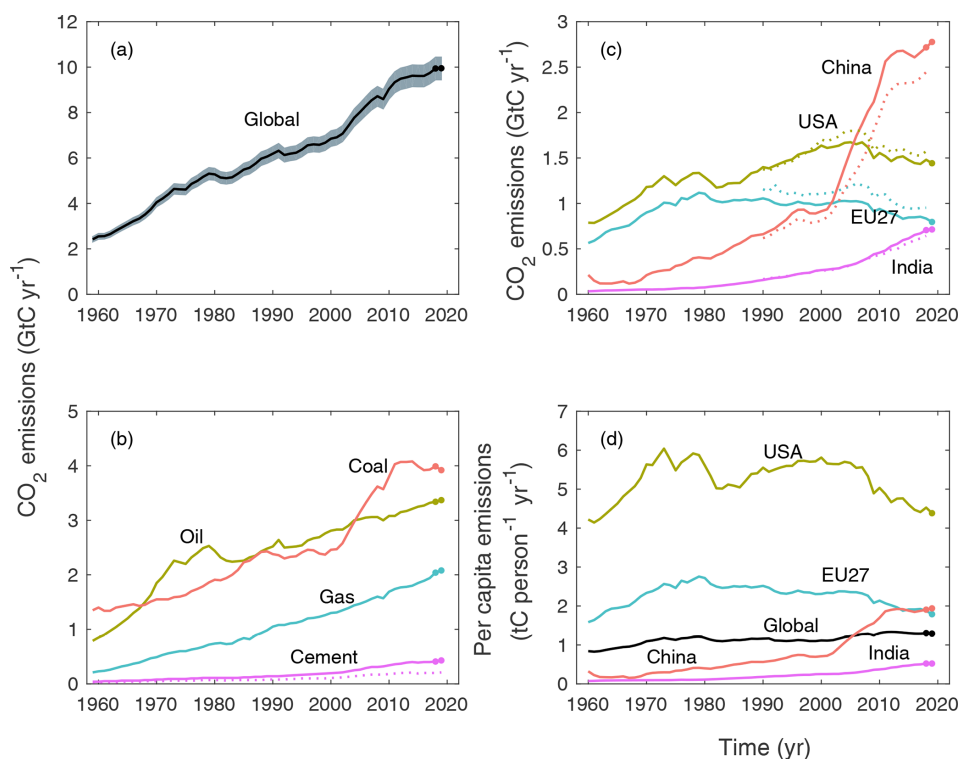 CO2 emissions (GtC yr-1)
(a)
Global
12
10
8
6
4
2
0
1960 1970 1980 1990 2000 2010 2020
(c)
CO2 emissions (GtC yr-1)
China
USA
EU27
India
3
2.5
2
1.5
1
0.5
0
1960 1970 1980 1990 2000 2010 2020
(b)
Coal
Oil
Gas
Cement
5
4
3
2
1
0
1960 1970 1980 1990 2000 2010 2020
(d)
Per capita emissions
(tC person-1 yr-1)
USA
EU27
Global
China
India
7
6
5
4
3
2
1
0
1960 1970 1980 1990 2000 2010 2020
Time (yr)